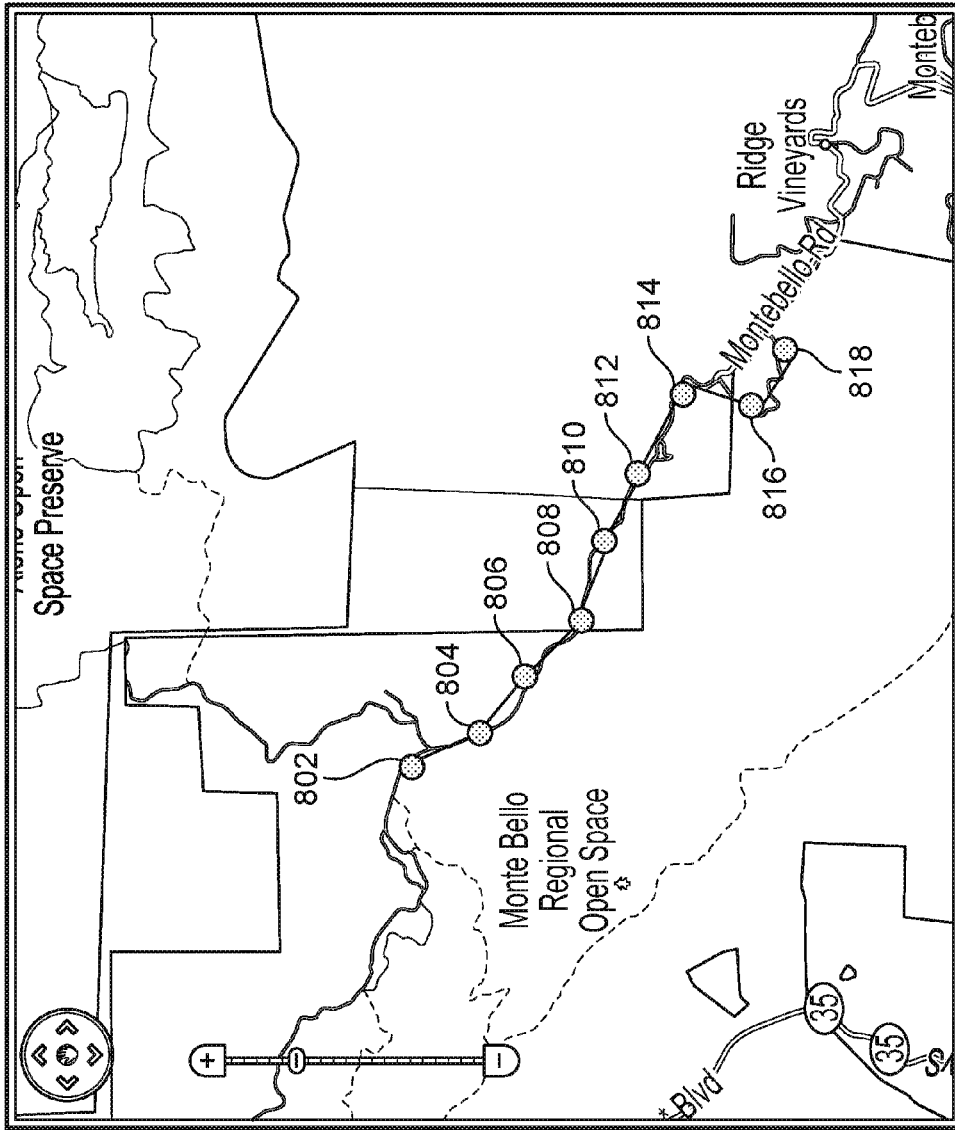 Space Preserve
+
−
802
804
806
808
810
812
814
Monte Bello
Regional
Open Space
Ridge
Vineyards
Montebello Rd
816
818
Blvd
35
35
Monteb